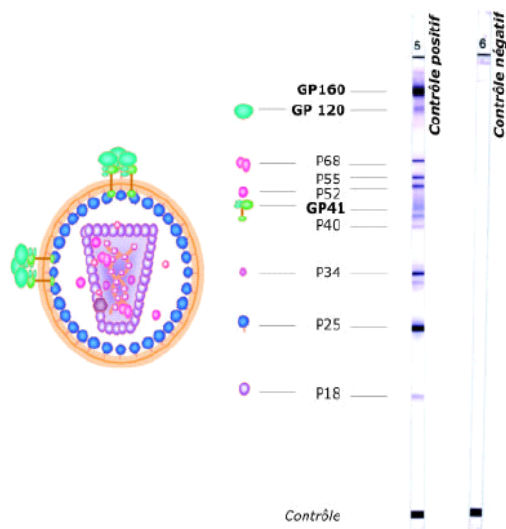 GP160
GP 120
P68
P55
P52
GP41
P40
P34
P25
P18
Contrôle
5
Contrôle positif
6
Contrôle négatif